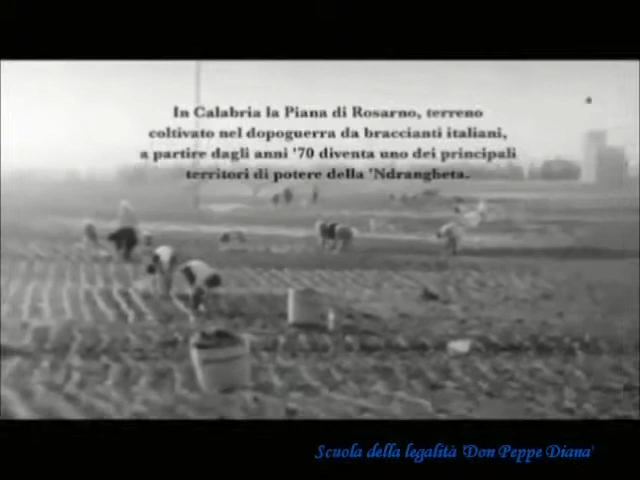 In Calabria la Piana di Rosarno, terreno
coltivato nel dopoguerra da braccianti italiani,
a partire dagli anni '70 diventa uno dei principali
territori di potere della 'Ndrangheta.
Scuola della legalità 'Don Peppe Diana'